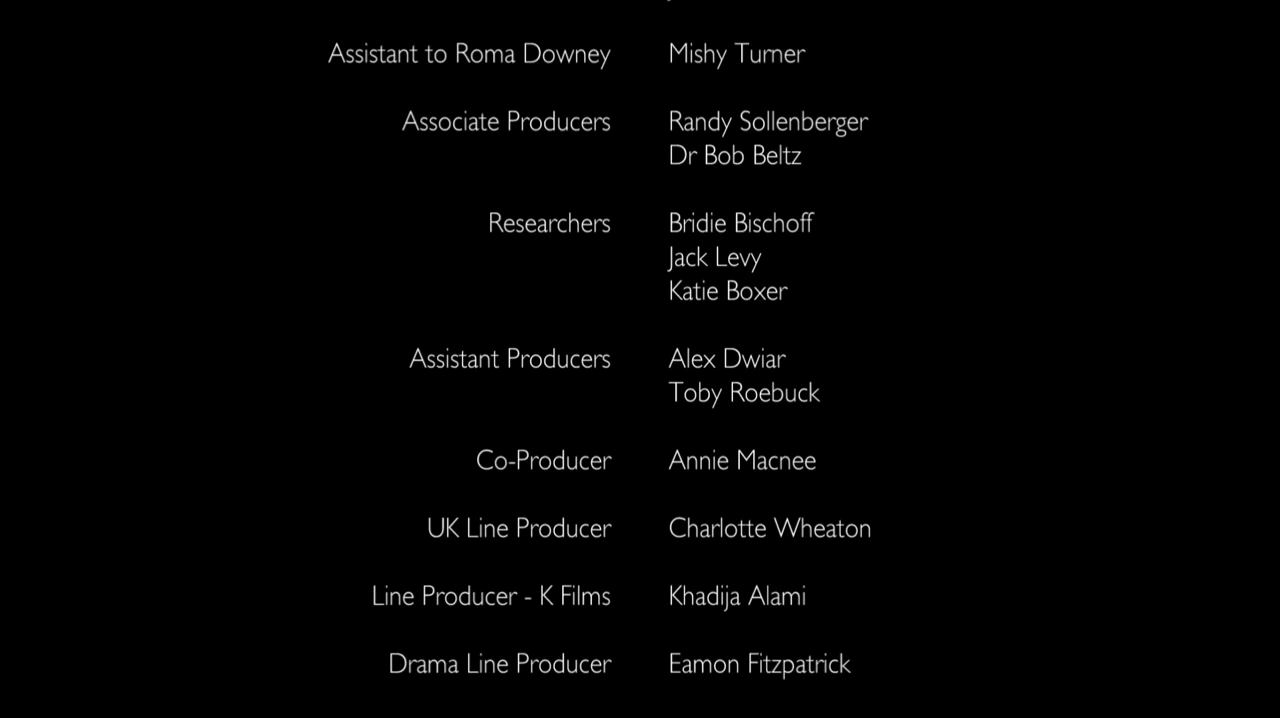 Assistant to Roma Downey Mishy Turner
Associate Producers Randy Sollenberger
Dr Bob Beltz
Researchers Bridie Bischoff
Jack Levy
Katie Boxer
Assistant Producers Alex Dwiar
Toby Roebuck
Co-Producer Annie Macnee
UK Line Producer Charlotte Wheaton
Line Producer - K Films Khadija Alami
Drama Line Producer Eamon Fitzpatrick